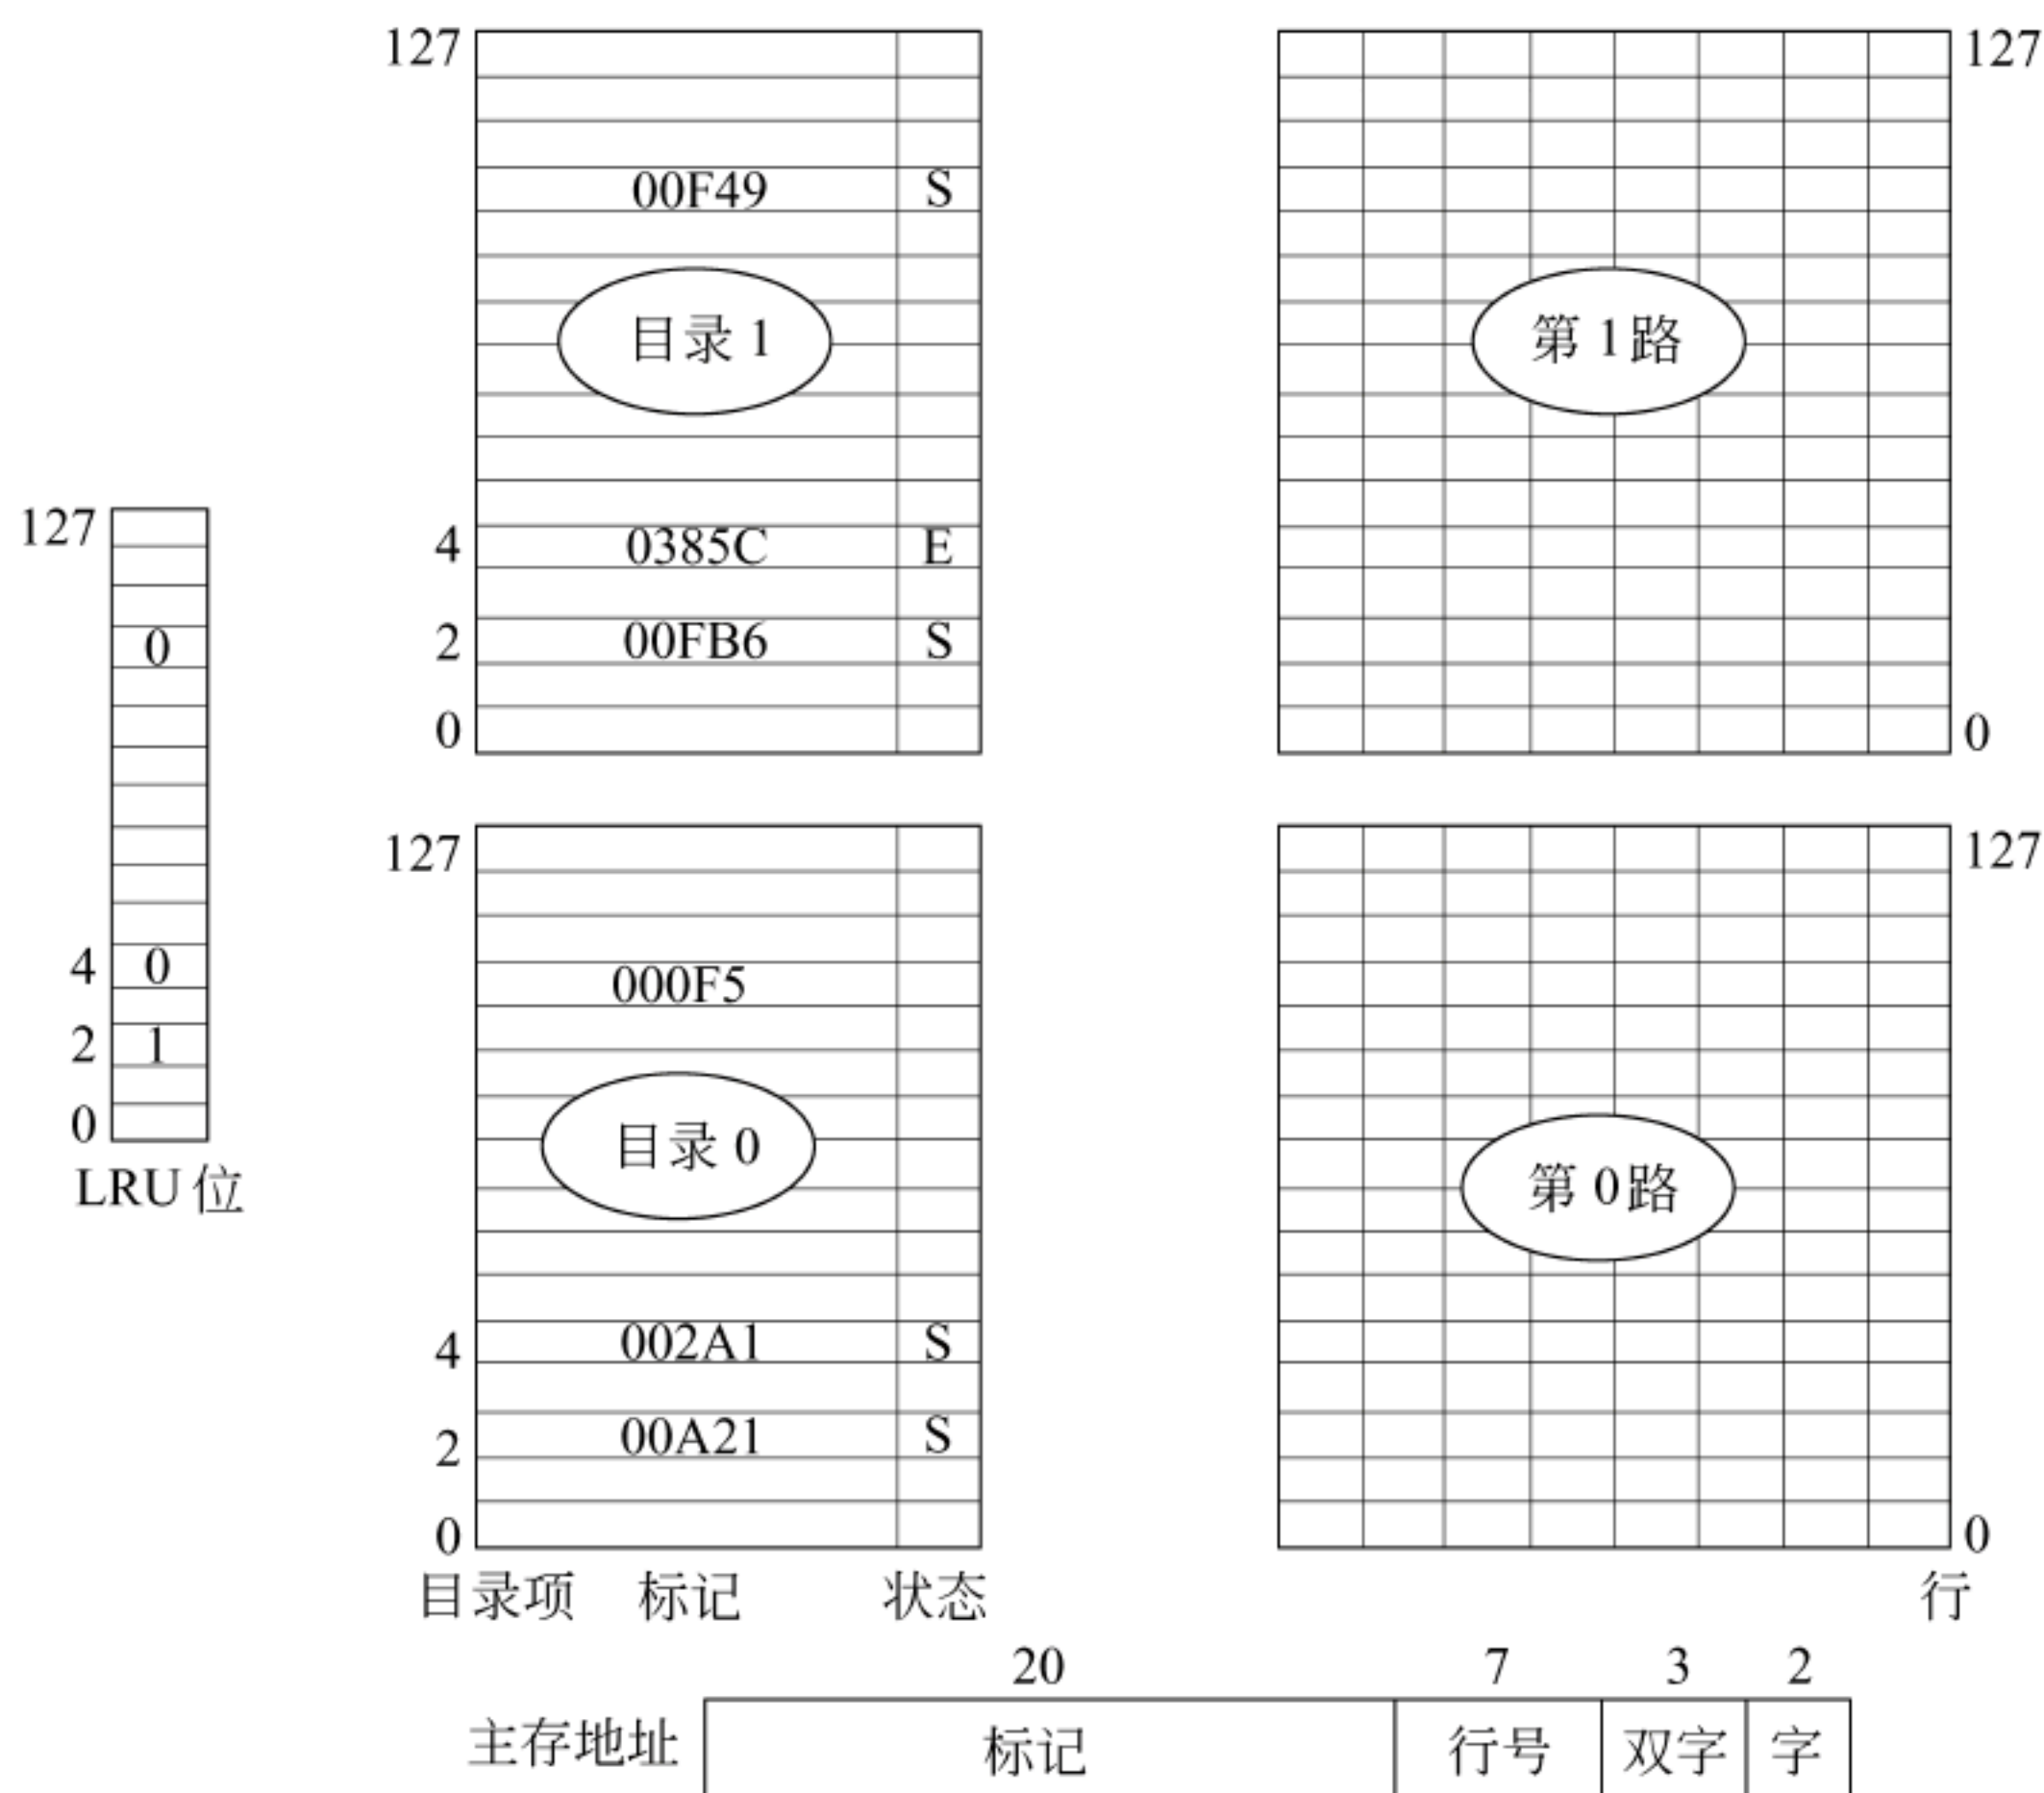 127
127
00F49 S
目录 1
第 1 路
4 0385C E
2 00FB6 S
0
0
127
0
4 0
2 1
0
LRU 位
127
127
000F5
目录 0
第 0 路
4 002A1 S
2 00A21 S
0
0
目录项 标记 状态
行
20 7 3 2
主存地址 标记 行号 双字 字